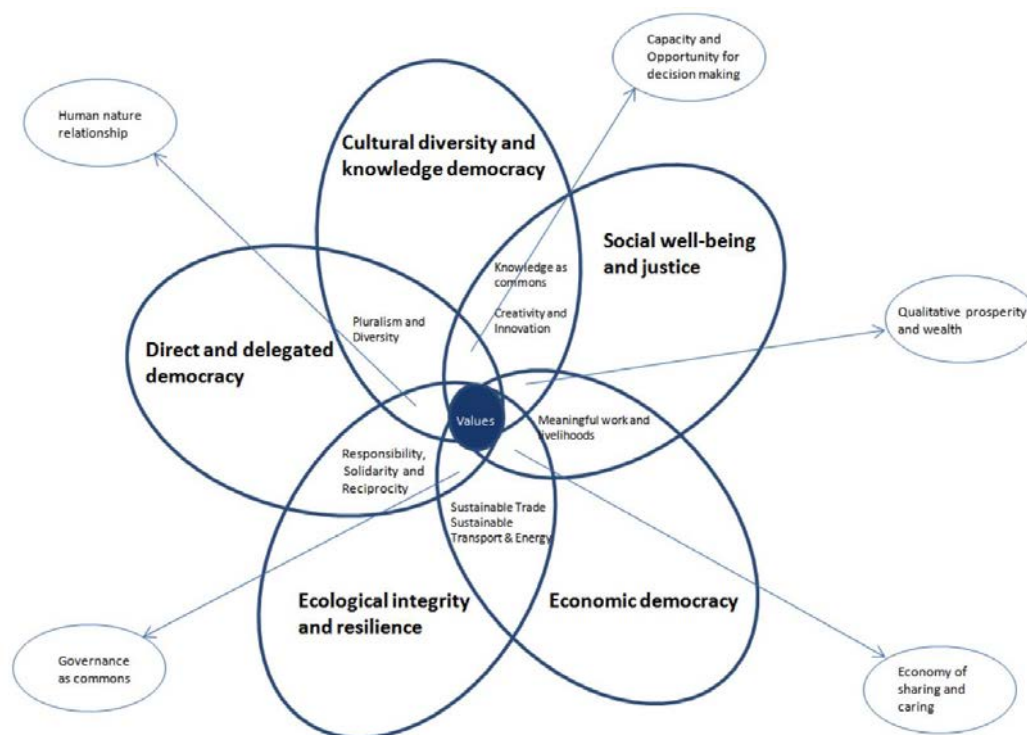 Capacity and
Opportunity for
decision making
Human nature
relationship
Cultural diversity and
knowledge democracy
Social well-being
and justice
Knowledge as
commons
Creativity and
Innovation
Qualitative prosperity
and wealth
Pluralism and
Diversity
Direct and delegated
democracy
Values
Meaningful work and
livelihoods
Responsibility,
Solidarity and
Reciprocity
Sustainable Trade
Sustainable
Transport & Energy
Ecological integrity
and resilience
Economic democracy
Governance
as commons
Economy of
sharing and
caring